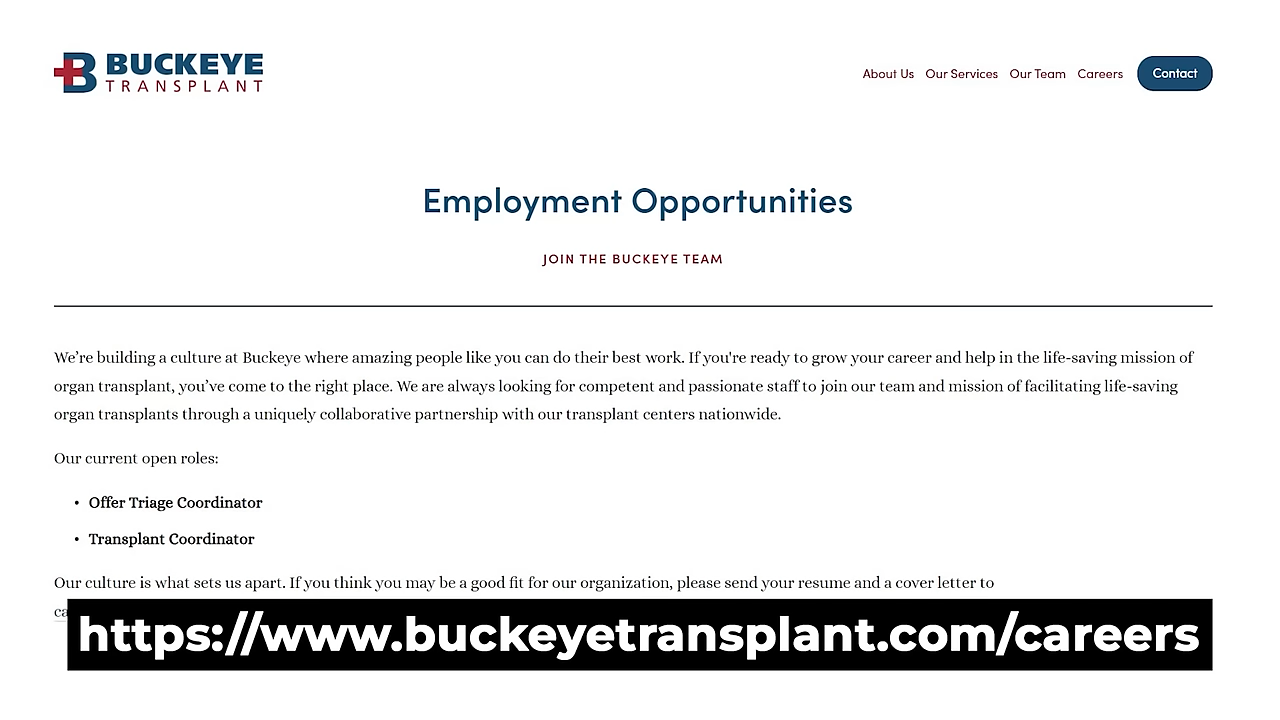 BUCKEYE
TRANSPLANT
About Us Our Services Our Team Careers Contact
Employment Opportunities
JOIN THE BUCKEYE TEAM
We’re building a culture at Buckeye where amazing people like you can do their best work. If you're ready to grow your career and help in the life-saving mission of
organ transplant, you’ve come to the right place. We are always looking for competent and passionate staff to join our team and mission of facilitating life-saving
organ transplants through a uniquely collaborative partnership with our transplant centers nationwide.
Our current open roles:
• Offer Triage Coordinator
• Transplant Coordinator
Our culture is what sets us apart. If you think you may be a good fit for our organization, please send your resume and a cover letter to
https://www.buckeyetransplant.com/careers